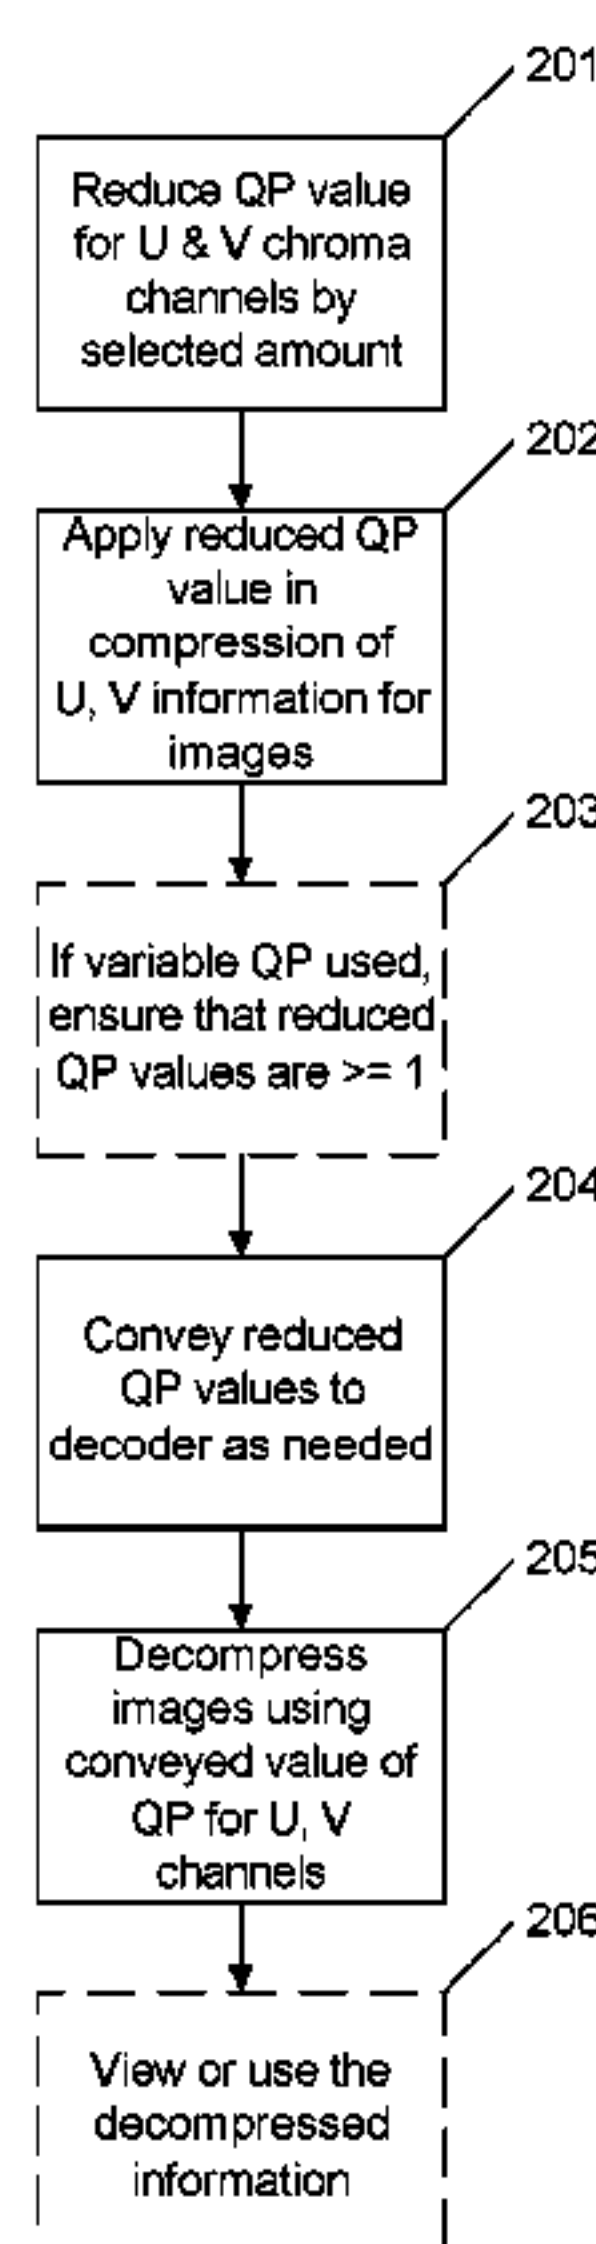 201
Reduce QP value
for U & V chroma
channels by
selected amount
202
Apply reduced QP
value in
compression of
U, V information for
images
203
If variable QP used,
ensure that reduced
QP values are >= 1
204
Convey reduced
QP values to
decoder as needed
205
Decompress
images using
conveyed value of
QP for U, V
channels
206
View or use the
decompressed
information